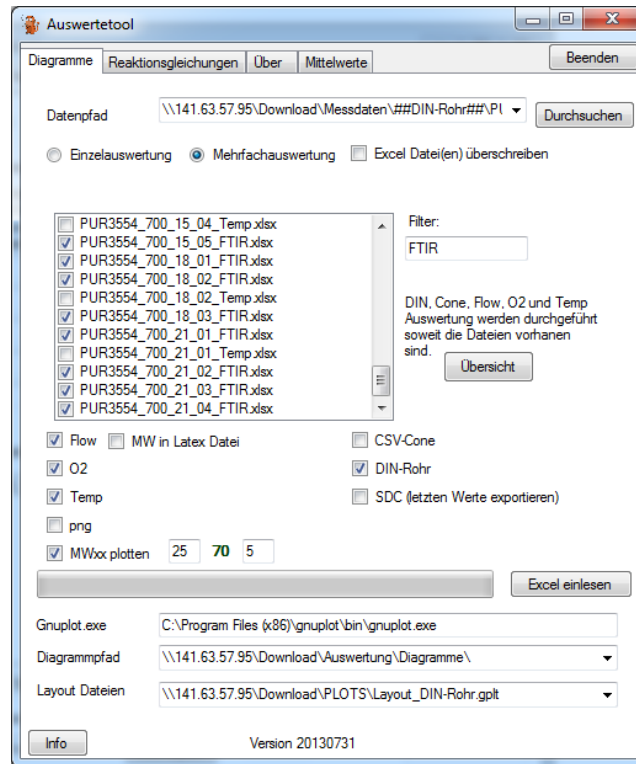 Auswertetool
Diagramme Reaktionsgleichungen Über Mittelwerte Beenden
Datenpfad \\141.63.57.95\Download\Messdaten\##DIN-Rohr##\PU Durchsuchen
Einzelauswertung Mehrfachauswertung Excel Datei(en) überschreiben
PUR3554_700_15_04_Temp.xlsx
PUR3554_700_15_05_FTIR.xlsx
PUR3554_700_18_01_FTIR.xlsx
PUR3554_700_18_02_FTIR.xlsx
PUR3554_700_18_02_Temp.xlsx
PUR3554_700_18_03_FTIR.xlsx
PUR3554_700_21_01_FTIR.xlsx
PUR3554_700_21_01_Temp.xlsx
PUR3554_700_21_02_FTIR.xlsx
PUR3554_700_21_03_FTIR.xlsx
PUR3554_700_21_04_FTIR.xlsx
Filter:
FTIR
DIN, Cone, Flow, O2 und Temp
Auswertung werden durchgeführt
soweit die Dateien vorhanen
sind.
Übersicht
Flow MW in Latex Datei CSV-Cone
O2 DIN-Rohr
Temp SDC (letzten Werte exportieren)
png
MWxx plotten 25 70 5
Excel einlesen
Gnuplot.exe C:\Program Files (x86)\gnuplot\bin\gnuplot.exe
Diagrammpfad \\141.63.57.95\Download\Auswertung\Diagramme\
Layout Dateien \\141.63.57.95\Download\PLOTS\Layout_DIN-Rohr.gplt
Info Version 20130731